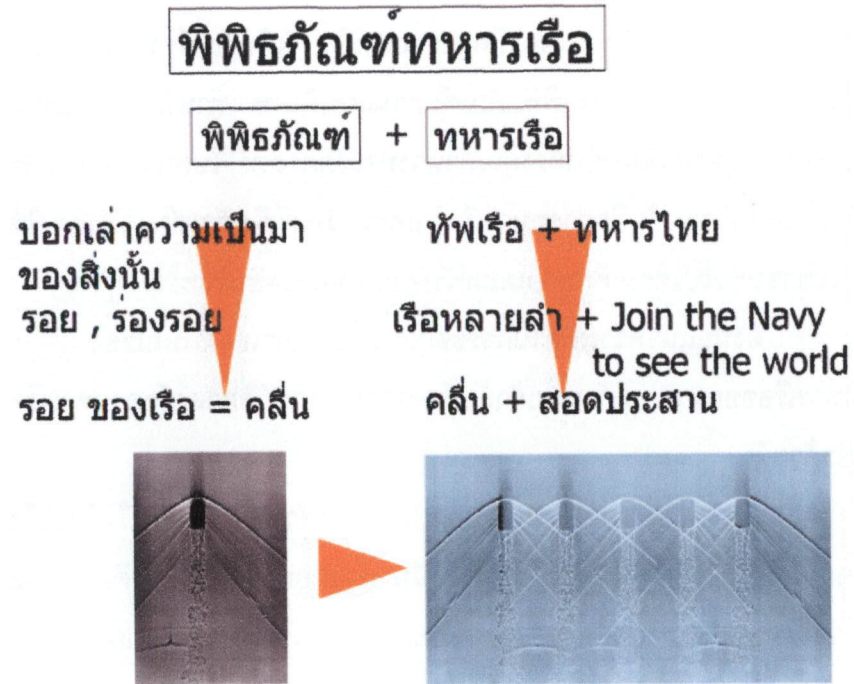 พิพิธภัณฑ์ทหารเรือ
พิพิธภัณฑ์ + ทหารเรือ
บอกเล่าความเป็นมา
ของสิ่งนั้น
รอย , ร่องรอย
รอย ของเรือ = คลื่น
ทัพเรือ + ทหารไทย
เรือหลายลำ + Join the Navy
to see the world
คลื่น + สอดประสาน